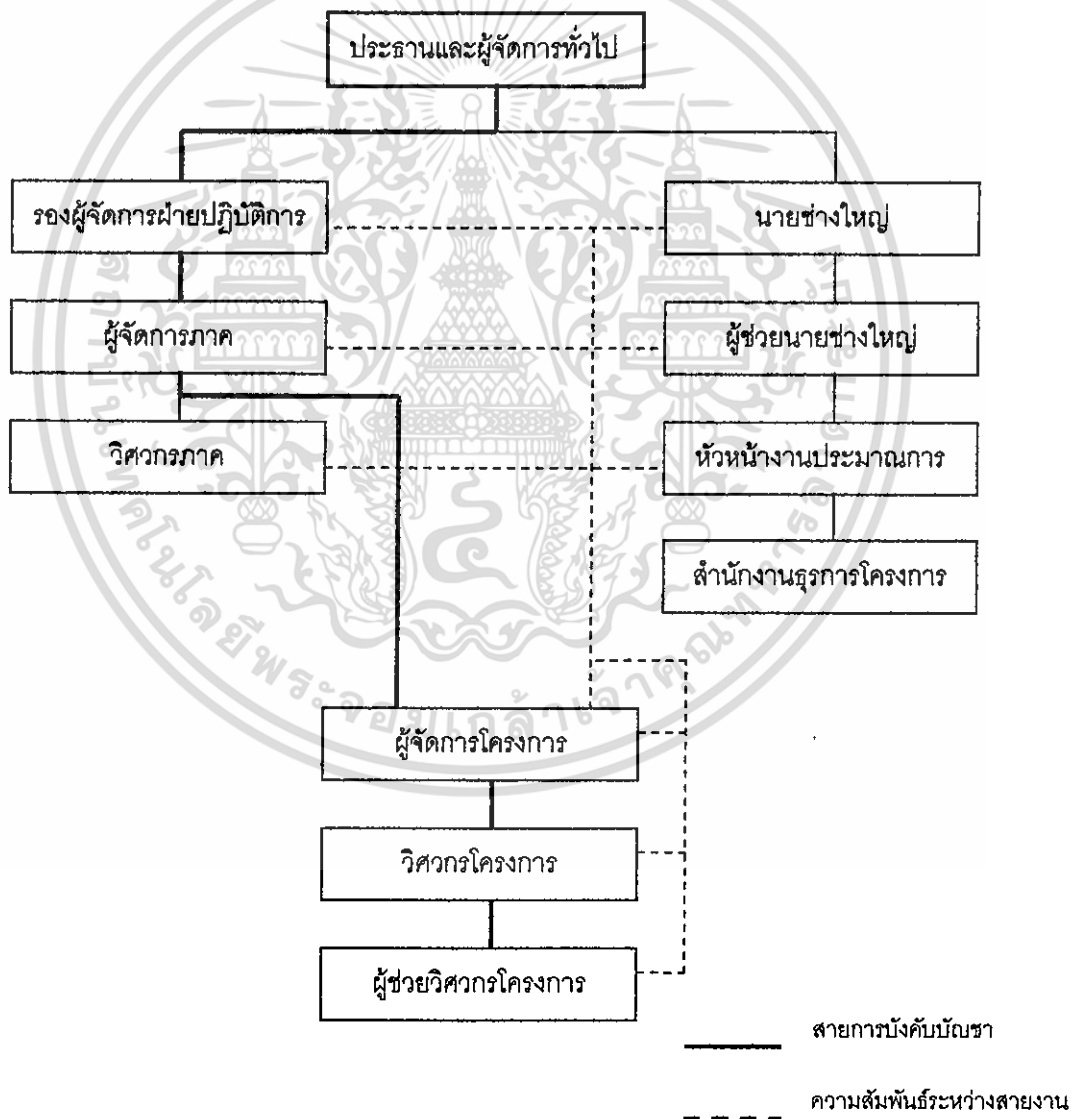 ประธานและผู้จัดการทั่วไป
รองผู้จัดการฝ่ายปฏิบัติการ
นายช่างใหญ่
ผู้จัดการภาค
ผู้ช่วยนายช่างใหญ่
วิศวกรภาค
หัวหน้างานประมาณการ
สำนักงานธุรการโครงการ
ผู้จัดการโครงการ
วิศวกรโครงการ
ผู้ช่วยวิศวกรโครงการ
สายการบังคับบัญชา
ความสัมพันธ์ระหว่างสายงาน